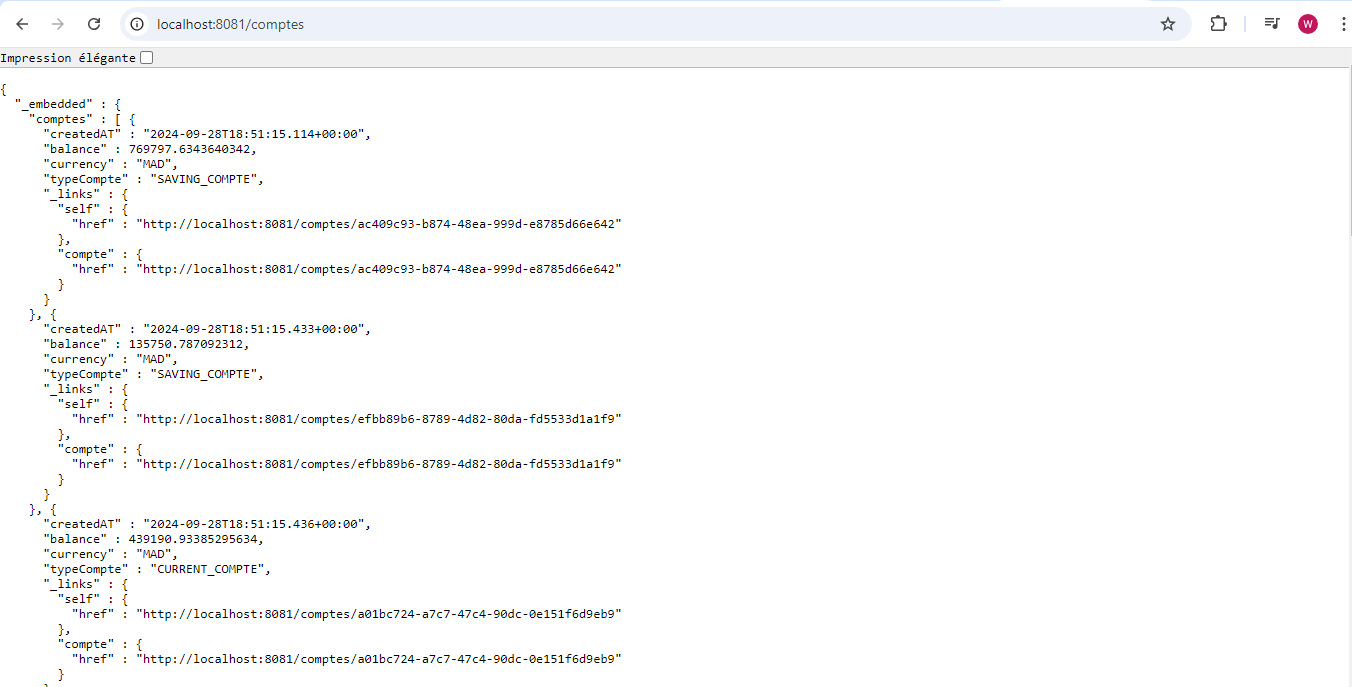 localhost:8081/comptes
W
Impression élégante
{
  "_embedded" : {
    "comptes" : [ {
      "createdAT" : "2024-09-28T18:51:15.114+00:00",
      "balance" : 769797.6343640342,
      "currency" : "MAD",
      "typeCompte" : "SAVING_COMPTE",
      "_links" : {
        "self" : {
          "href" : "http://localhost:8081/comptes/ac409c93-b874-48ea-999d-e8785d66e642"
        },
        "compte" : {
          "href" : "http://localhost:8081/comptes/ac409c93-b874-48ea-999d-e8785d66e642"
        }
      }
    }, {
      "createdAT" : "2024-09-28T18:51:15.433+00:00",
      "balance" : 135750.787092312,
      "currency" : "MAD",
      "typeCompte" : "SAVING_COMPTE",
      "_links" : {
        "self" : {
          "href" : "http://localhost:8081/comptes/efbb89b6-8789-4d82-80da-fd5533d1a1f9"
        },
        "compte" : {
          "href" : "http://localhost:8081/comptes/efbb89b6-8789-4d82-80da-fd5533d1a1f9"
        }
      }
    }, {
      "createdAT" : "2024-09-28T18:51:15.436+00:00",
      "balance" : 439190.93385295634,
      "currency" : "MAD",
      "typeCompte" : "CURRENT_COMPTE",
      "_links" : {
        "self" : {
          "href" : "http://localhost:8081/comptes/a01bc724-a7c7-47c4-90dc-0e151f6d9eb9"
        },
        "compte" : {
          "href" : "http://localhost:8081/comptes/a01bc724-a7c7-47c4-90dc-0e151f6d9eb9"
        }